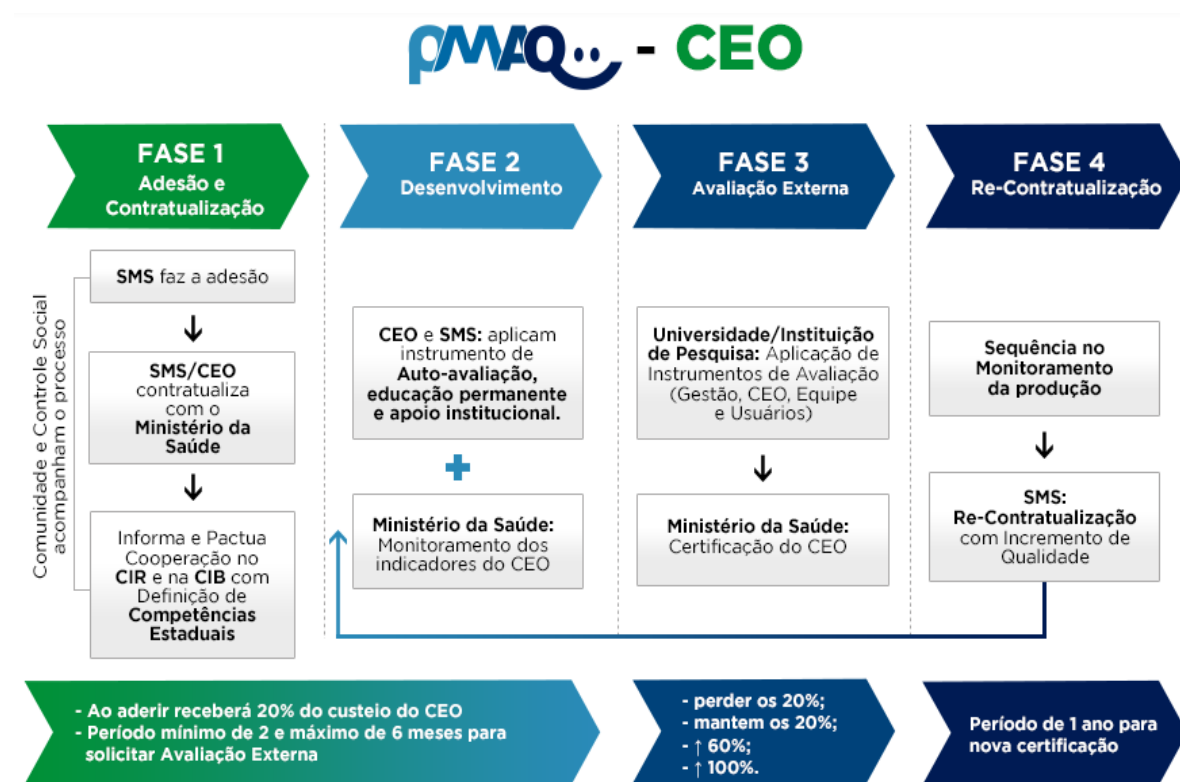 PMAQ - CEO
FASE 1
Adesão e
Contratualização
Comunidade e Controle Social
acompanham o processo
SMS faz a adesão
SMS/CEO
contratualiza
com o
Ministério da
Saúde
Informa e Pactua
Cooperação no
CIR e na CIB com
Definição de
Competências
Estaduais
FASE 2
Desenvolvimento
CEO e SMS: aplicam
instrumento de
Auto-avaliação,
educação permanente
e apoio institucional.
+
Ministério da Saúde:
Monitoramento dos
indicadores do CEO
FASE 3
Avaliação Externa
Universidade/Instituição
de Pesquisa: Aplicação de
Instrumentos de Avaliação
(Gestão, CEO, Equipe
e Usuários)
Ministério da Saúde:
Certificação do CEO
FASE 4
Re-Contratualização
Sequência no
Monitoramento
da produção
SMS:
Re-Contratualização
com Incremento de
Qualidade
- Ao aderir receberá 20% do custeio do CEO
- Período mínimo de 2 e máximo de 6 meses para
solicitar Avaliação Externa
- perder os 20%;
- mantem os 20%;
- ↑ 60%;
- ↑ 100%.
Período de 1 ano para
nova certificação